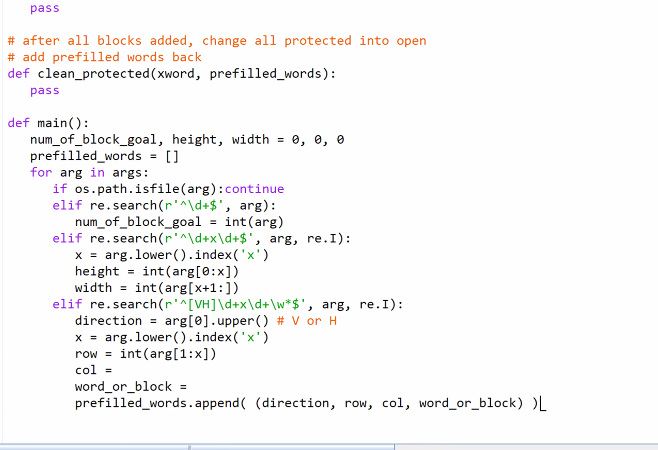 pass
# after all blocks added, change all protected into open
# add prefilled words back
def clean_protected(xword, prefilled_words):
pass
def main():
num_of_block_goal, height, width = 0, 0, 0
prefilled_words = []
for arg in args:
if os.path.isfile(arg):continue
elif re.search(r'^\d+$', arg):
num_of_block_goal = int(arg)
elif re.search(r'^\d+x\d+$', arg, re.I):
x = arg.lower().index('x')
height = int(arg[0:x])
width = int(arg[x+1:])
elif re.search(r'^[VH]\d+x\d+\w*$', arg, re.I):
direction = arg[0].upper() # V or H
x = arg.lower().index('x')
row = int(arg[1:x])
col =
word_or_block =
prefilled_words.append( (direction, row, col, word_or_block) )